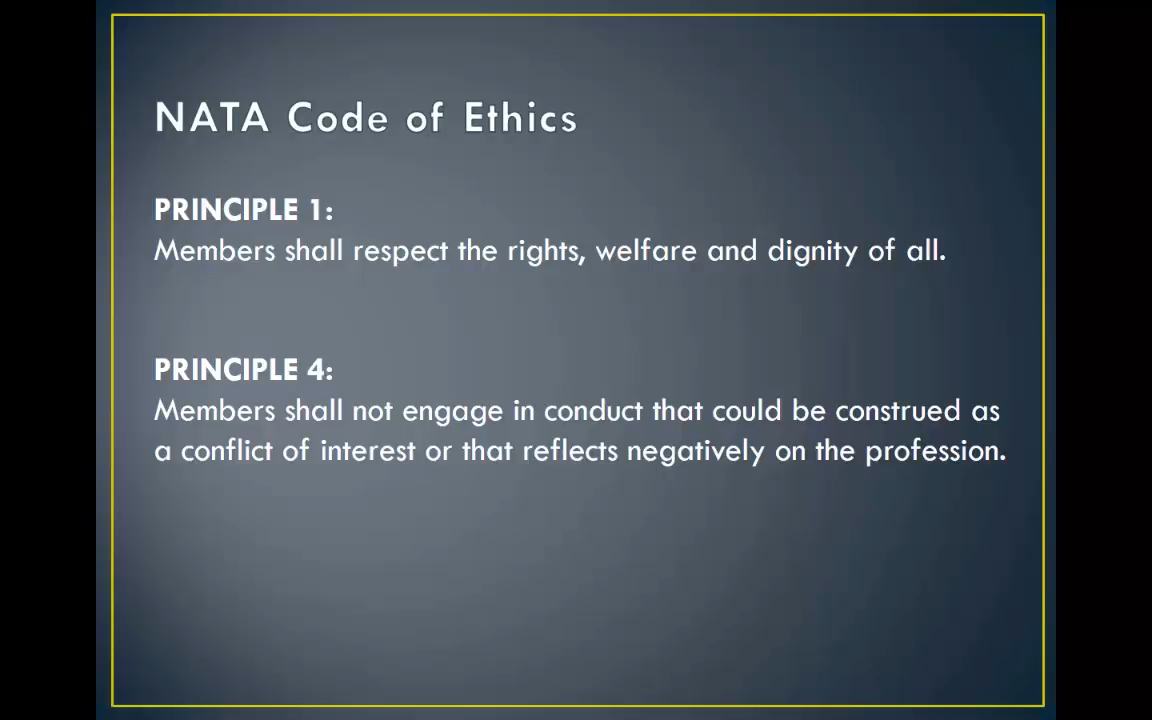 NATA Code of Ethics
PRINCIPLE 1:
Members shall respect the rights, welfare and dignity of all.
PRINCIPLE 4:
Members shall not engage in conduct that could be construed as
a conflict of interest or that reflects negatively on the profession.